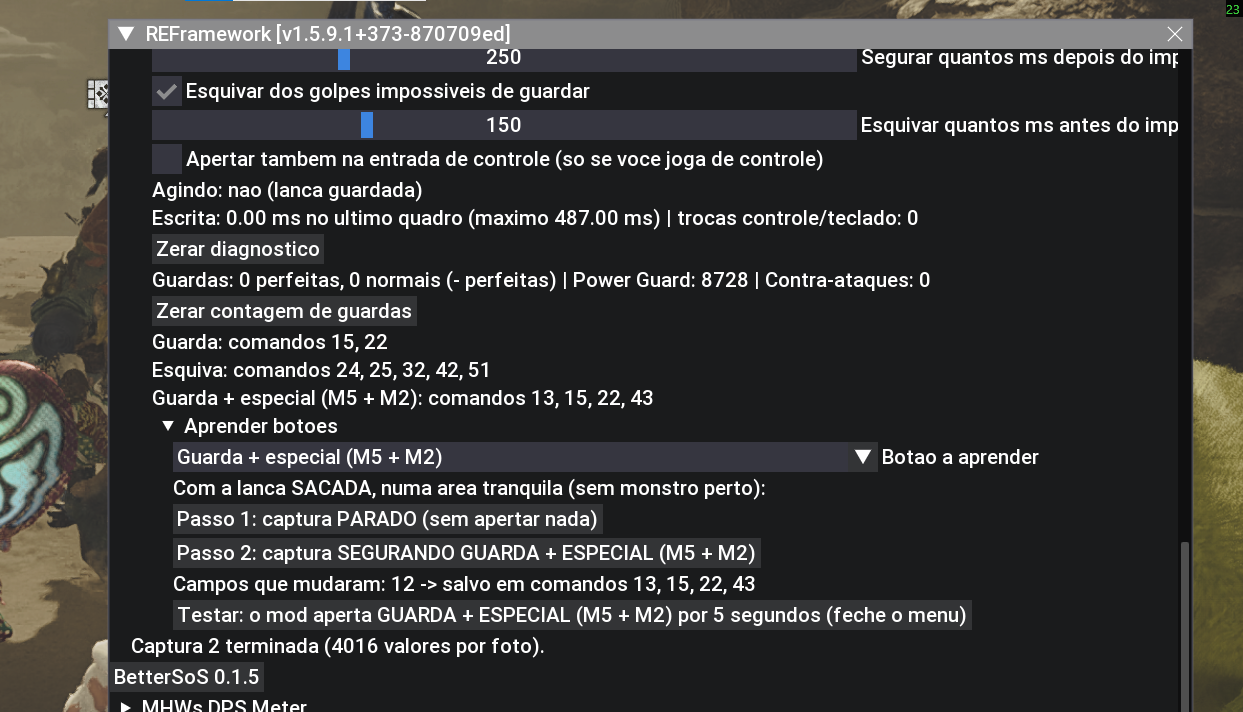 23
REFramework [v1.5.9.1+373-870709ed]
250 Segurar quantos ms depois do imp
Esquivar dos golpes impossiveis de guardar
150 Esquivar quantos ms antes do imp
Apertar tambem na entrada de controle (so se voce joga de controle)
Agindo: nao (lanca guardada)
Escrita: 0.00 ms no ultimo quadro (maximo 487.00 ms) | trocas controle/teclado: 0
Zerar diagnostico
Guardas: 0 perfeitas, 0 normais (- perfeitas) | Power Guard: 8728 | Contra-ataques: 0
Zerar contagem de guardas
Guarda: comandos 15, 22
Esquiva: comandos 24, 25, 32, 42, 51
Guarda + especial (M5 + M2): comandos 13, 15, 22, 43
Aprender botoes
Guarda + especial (M5 + M2) Botao a aprender
Com a lanca SACADA, numa area tranquila (sem monstro perto):
Passo 1: captura PARADO (sem apertar nada)
Passo 2: captura SEGURANDO GUARDA + ESPECIAL (M5 + M2)
Campos que mudaram: 12 -> salvo em comandos 13, 15, 22, 43
Testar: o mod aperta GUARDA + ESPECIAL (M5 + M2) por 5 segundos (feche o menu)
Captura 2 terminada (4016 valores por foto).
BetterSoS 0.1.5
MHWs DPS Meter